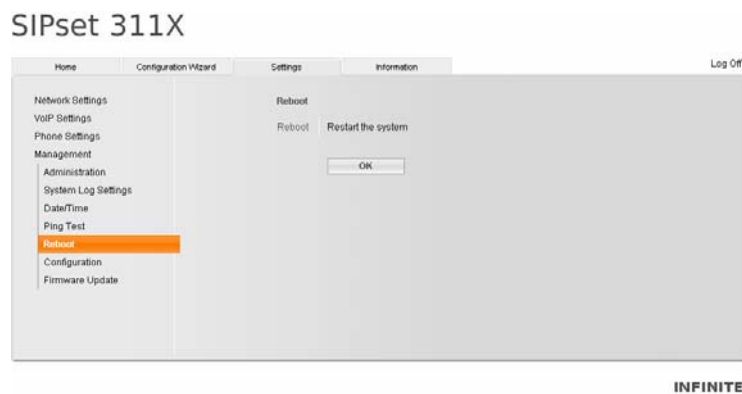 SIPset 311X
Home Configuration Wizard Settings Information Log Off
Network Settings
VoIP Settings
Phone Settings
Management
Administration
System Log Settings
Date/Time
Ping Test
Reboot
Configuration
Firmware Update
Reboot
Reboot Restart the system
OK
INFINITE